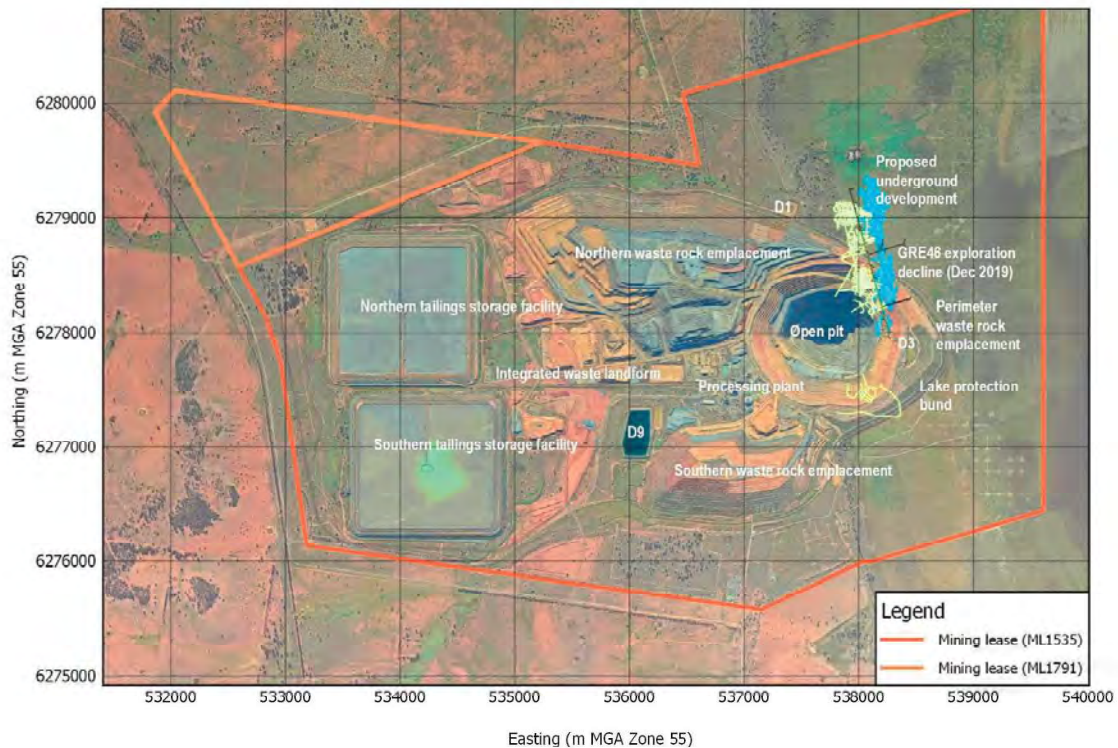 6280000
6279000
6278000
6277000
6276000
6275000
Northing (m MGA Zone 55)
Proposed
underground
development
D1
Northern waste rock emplacement
GRE46 exploration
decline (Dec 2019)
Northern tailings storage facility
Open pit
Perimeter
waste rock
emplacement
D3
Integrated waste landform
Processing plant
Lake protection
bund
D9
Southern tailings storage facility
Southern waste rock emplacement
Legend
Mining lease (ML1535)
Mining lease (ML1791)
532000
533000
534000
535000
536000
537000
538000
539000
540000
Easting (m MGA Zone 55)